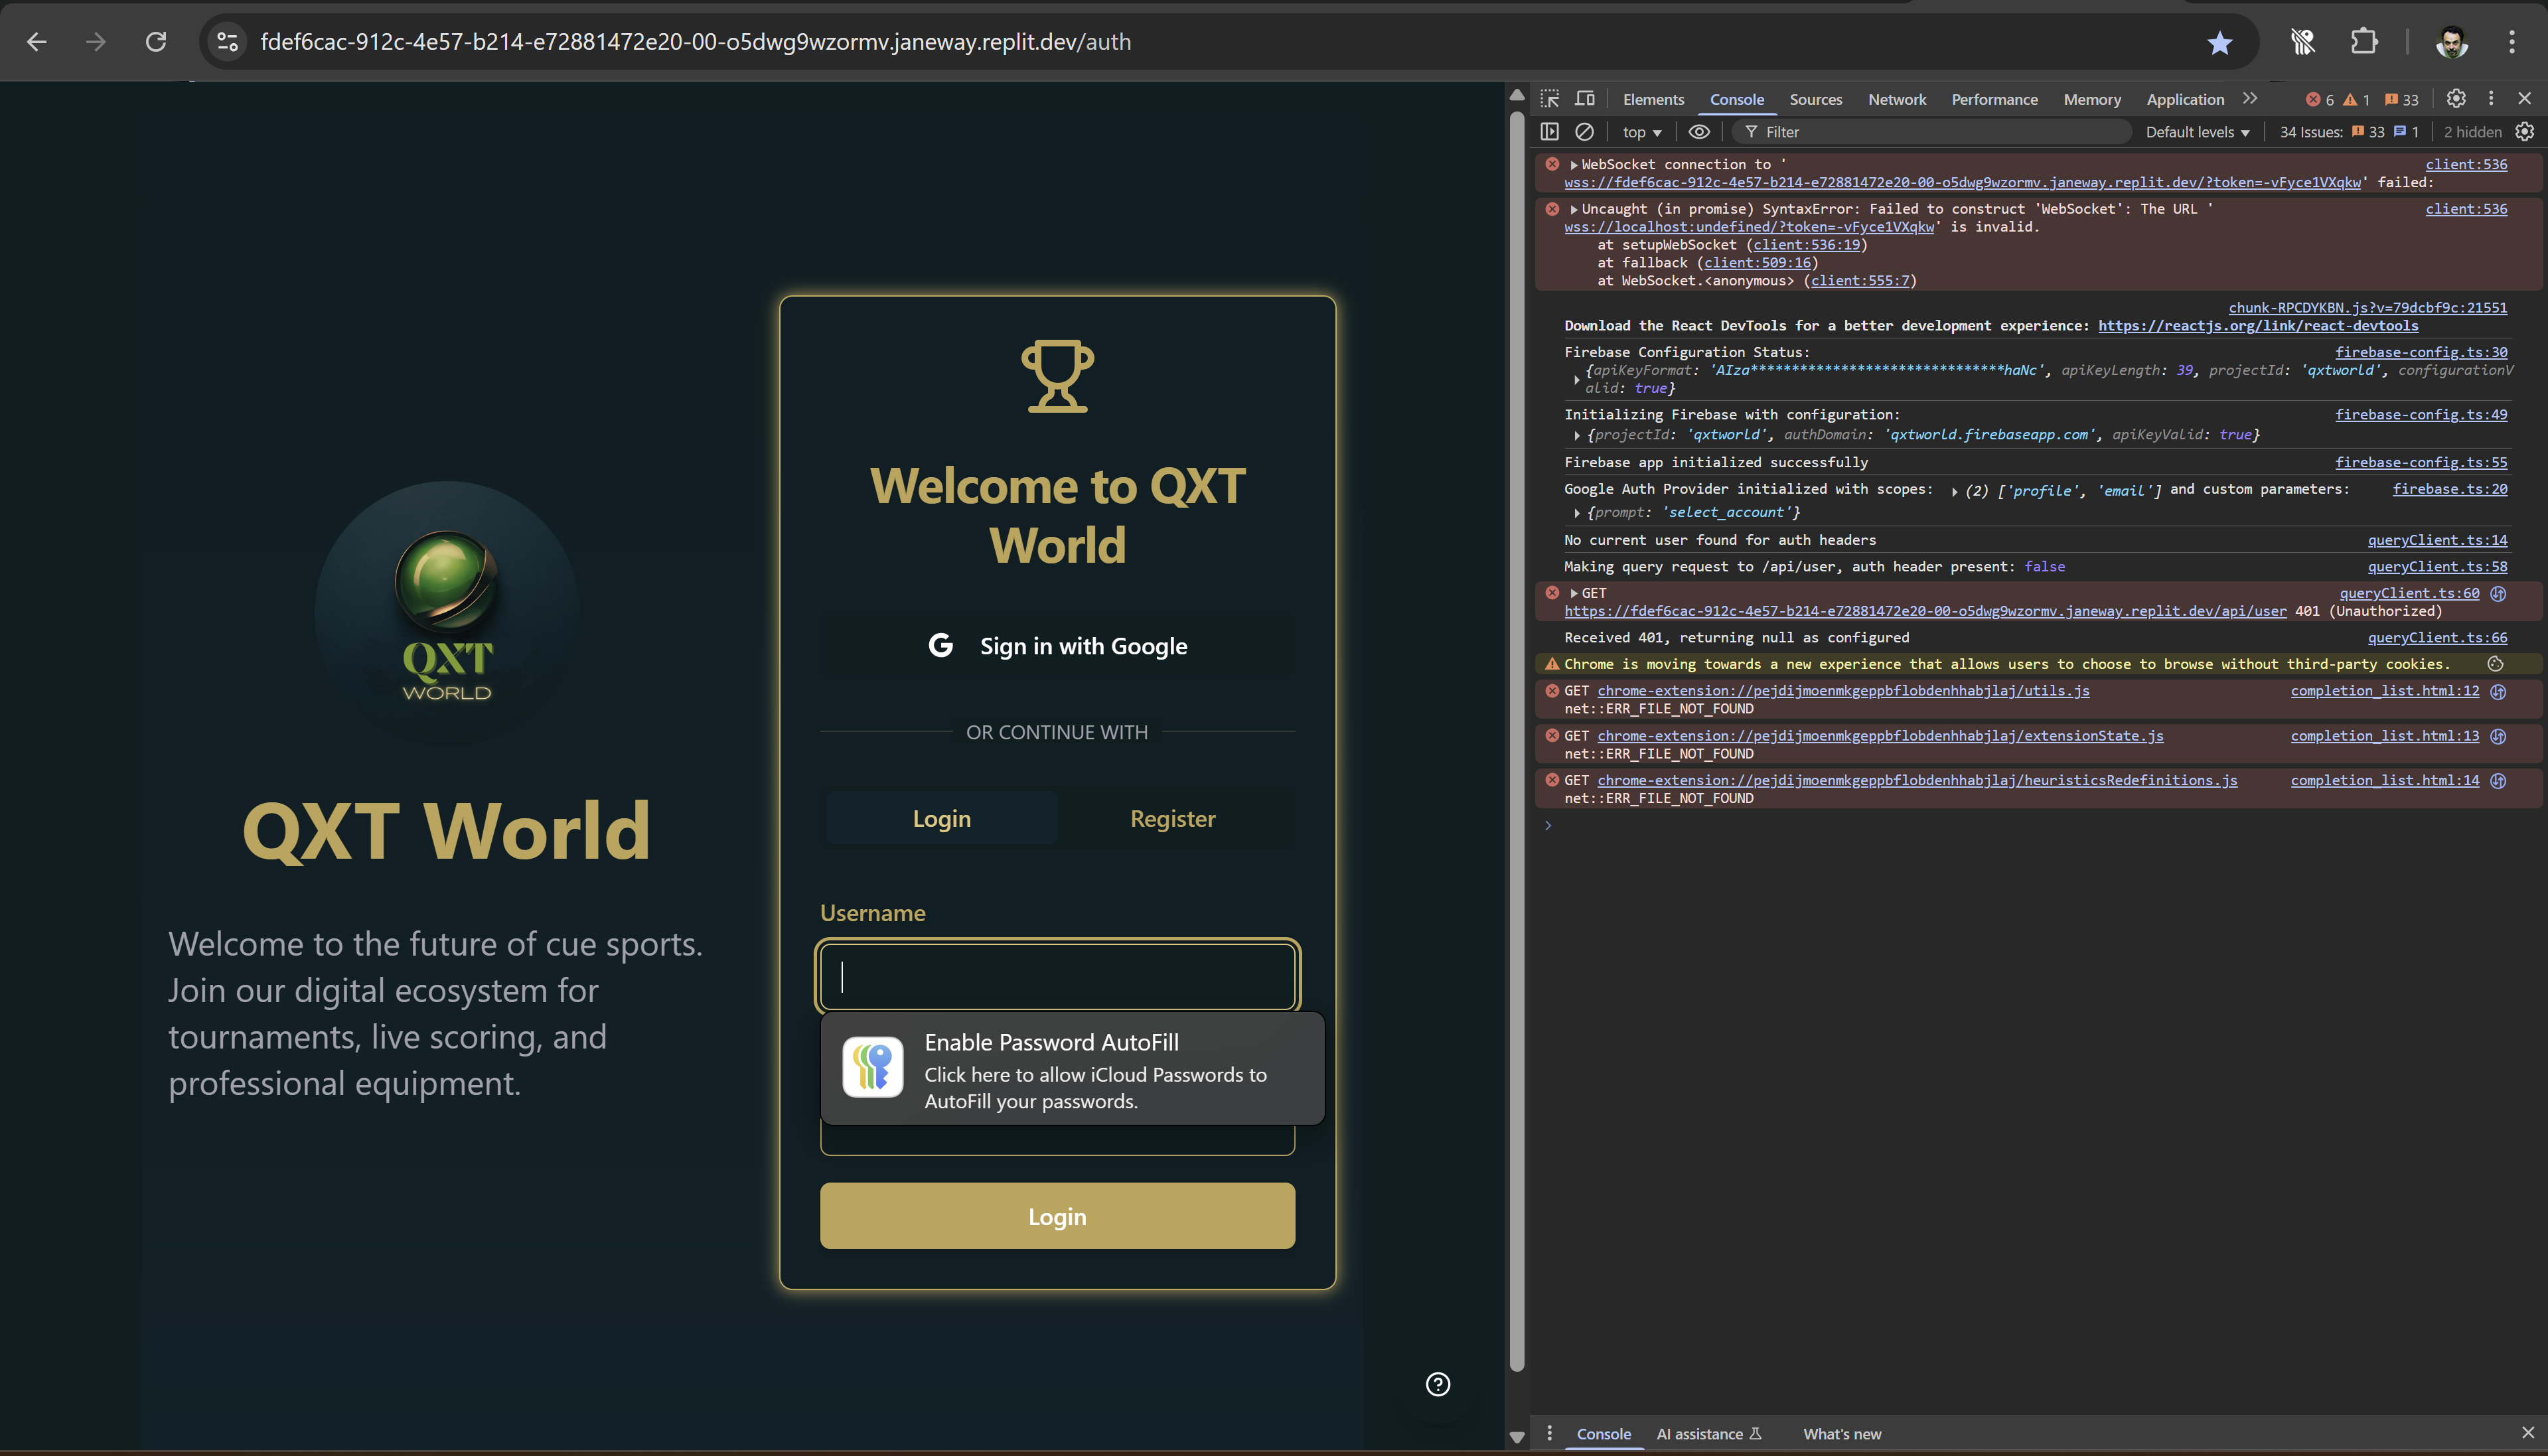 fdef6cac-912c-4e57-b214-e72881472e20-00-o5dwg9wzormv.janeway.replit.dev/auth
QXT
WORLD
QXT World
Welcome to the future of cue sports.
Join our digital ecosystem for
tournaments, live scoring, and
professional equipment.
Welcome to QXT
World
Sign in with Google
OR CONTINUE WITH
Login
Register
Username
Enable Password AutoFill
Click here to allow iCloud Passwords to
AutoFill your passwords.
Login
Elements Console Sources Network Performance Memory Application 6 1 33
top Filter Default levels 34 Issues: 33 1 2 hidden
WebSocket connection to ' client:536
wss://fdef6cac-912c-4e57-b214-e72881472e20-00-o5dwg9wzormv.janeway.replit.dev/?token=-vFyce1VXqkw' failed:
Uncaught (in promise) SyntaxError: Failed to construct 'WebSocket': The URL ' client:536
wss://localhost:undefined/?token=-vFyce1VXqkw' is invalid.
at setupWebSocket (client:536:19)
at fallback (client:509:16)
at WebSocket.<anonymous> (client:555:7)
chunk-RPCDYKBN.js?v=79dcbf9c:21551
Download the React DevTools for a better development experience: https://reactjs.org/link/react-devtools
Firebase Configuration Status: firebase-config.ts:30
{apiKeyFormat: 'AIza*******************************haNc', apiKeyLength: 39, projectId: 'qxtworld', configurationV
alid: true}
Initializing Firebase with configuration: firebase-config.ts:49
{projectId: 'qxtworld', authDomain: 'qxtworld.firebaseapp.com', apiKeyValid: true}
Firebase app initialized successfully firebase-config.ts:55
Google Auth Provider initialized with scopes: (2) ['profile', 'email'] and custom parameters: firebase.ts:20
{prompt: 'select_account'}
No current user found for auth headers queryClient.ts:14
Making query request to /api/user, auth header present: false queryClient.ts:58
GET queryClient.ts:60
https://fdef6cac-912c-4e57-b214-e72881472e20-00-o5dwg9wzormv.janeway.replit.dev/api/user 401 (Unauthorized)
Received 401, returning null as configured queryClient.ts:66
Chrome is moving towards a new experience that allows users to choose to browse without third-party cookies.
GET chrome-extension://pejdijmoenmkgeppbflobdenhhabjlaj/utils.js completion_list.html:12
net::ERR_FILE_NOT_FOUND
GET chrome-extension://pejdijmoenmkgeppbflobdenhhabjlaj/extensionState.js completion_list.html:13
net::ERR_FILE_NOT_FOUND
GET chrome-extension://pejdijmoenmkgeppbflobdenhhabjlaj/heuristicsRedefinitions.js completion_list.html:14
net::ERR_FILE_NOT_FOUND
Console AI assistance What's new